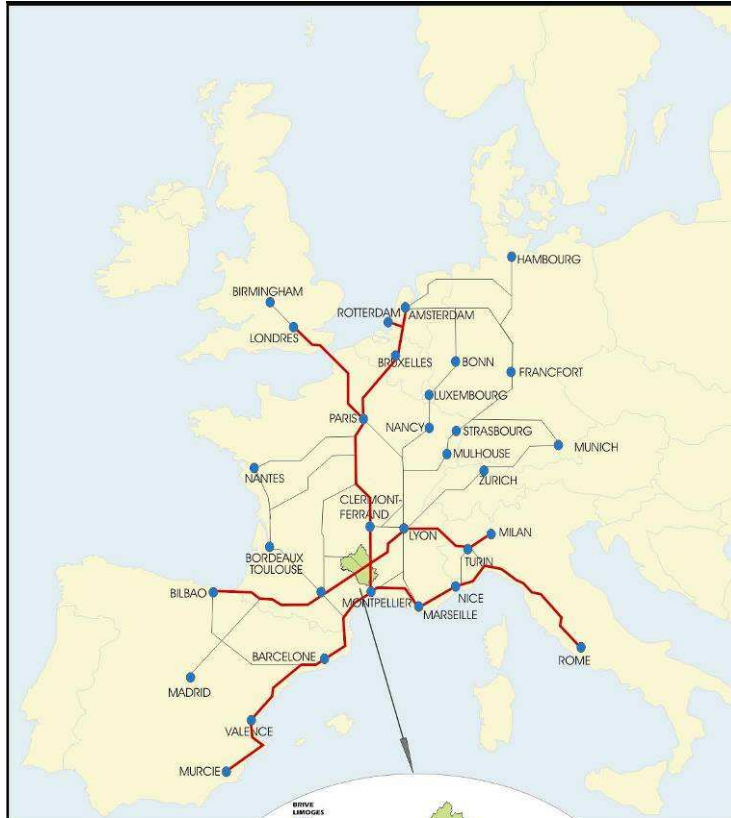 HAMBOURG
BIRMINGHAM
ROTTERDAM
AMSTERDAM
LONDRES
BRUXELLES
BONN
FRANCFORT
LUXEMBOURG
PARIS
NANCY
STRASBOURG
MUNICH
MULHOUSE
NANTES
ZURICH
CLERMONT-
FERRAND
LYON
MILAN
TURIN
BORDEAUX
TOULOUSE
BILBAO
MONTPELLIER
NICE
MARSEILLE
BARCELONE
ROME
MADRID
VALENCE
MURCIE
BRIVE
LIMOGES